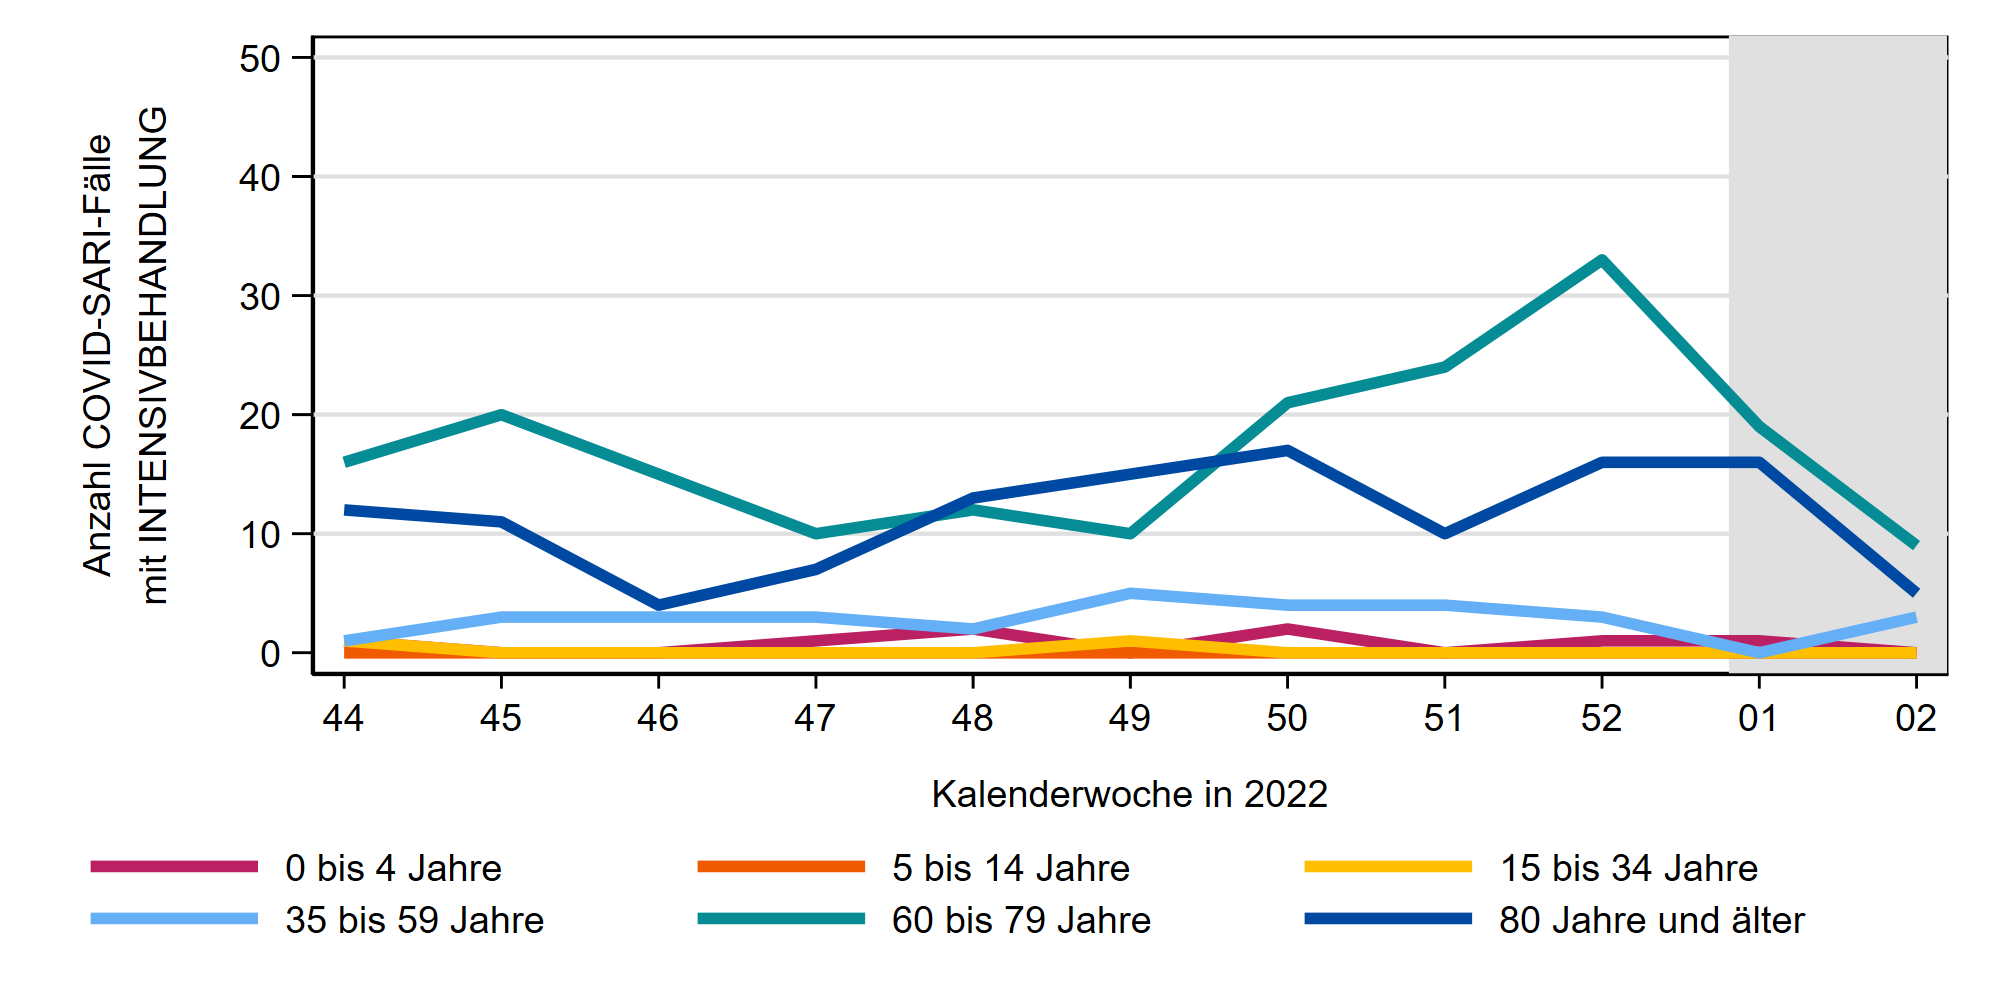 Anzahl COVID-SARI-Fälle
mit INTENSIVBEHANDLUNG
50
40
30
20
10
0
44 45 46 47 48 49 50 51 52 01 02
Kalenderwoche in 2022
0 bis 4 Jahre 5 bis 14 Jahre 15 bis 34 Jahre
35 bis 59 Jahre 60 bis 79 Jahre 80 Jahre und älter